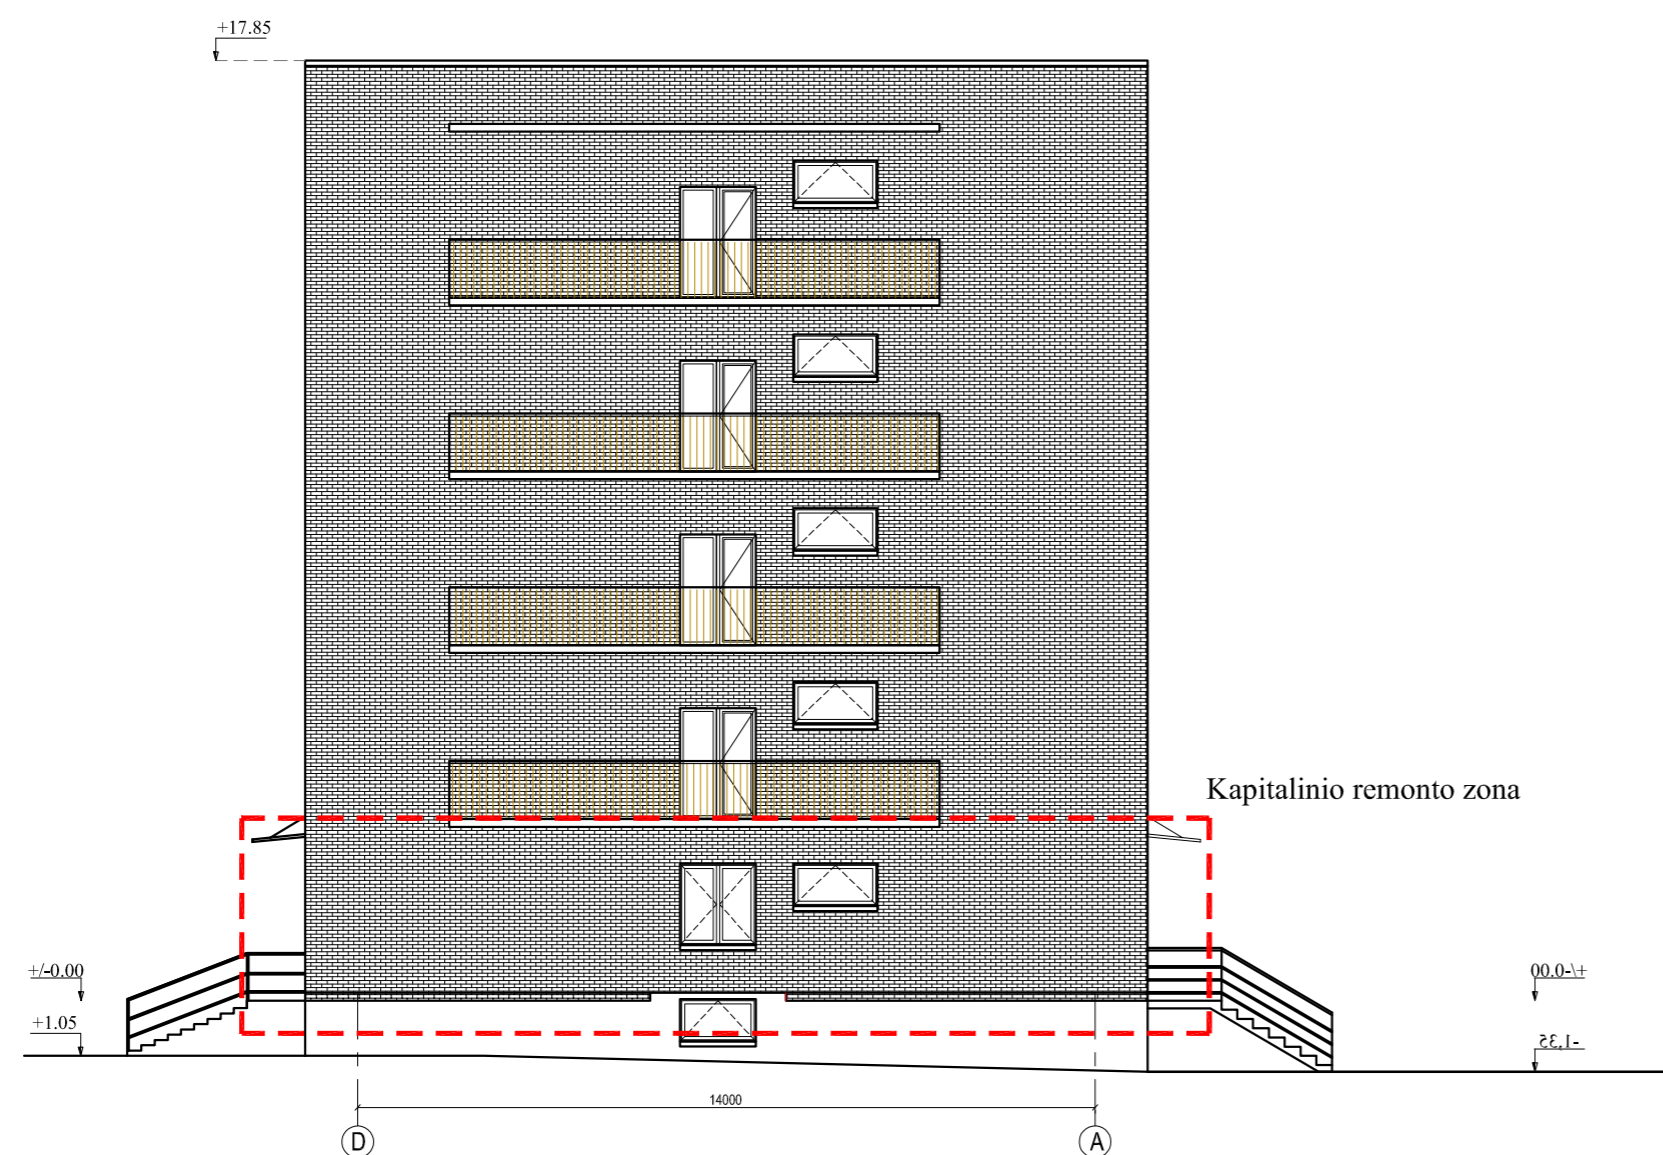 +17.85
Kapitalinio remonto zona
+/-0.00
+/-0.00
+1.05
-1,35
14000
D
A